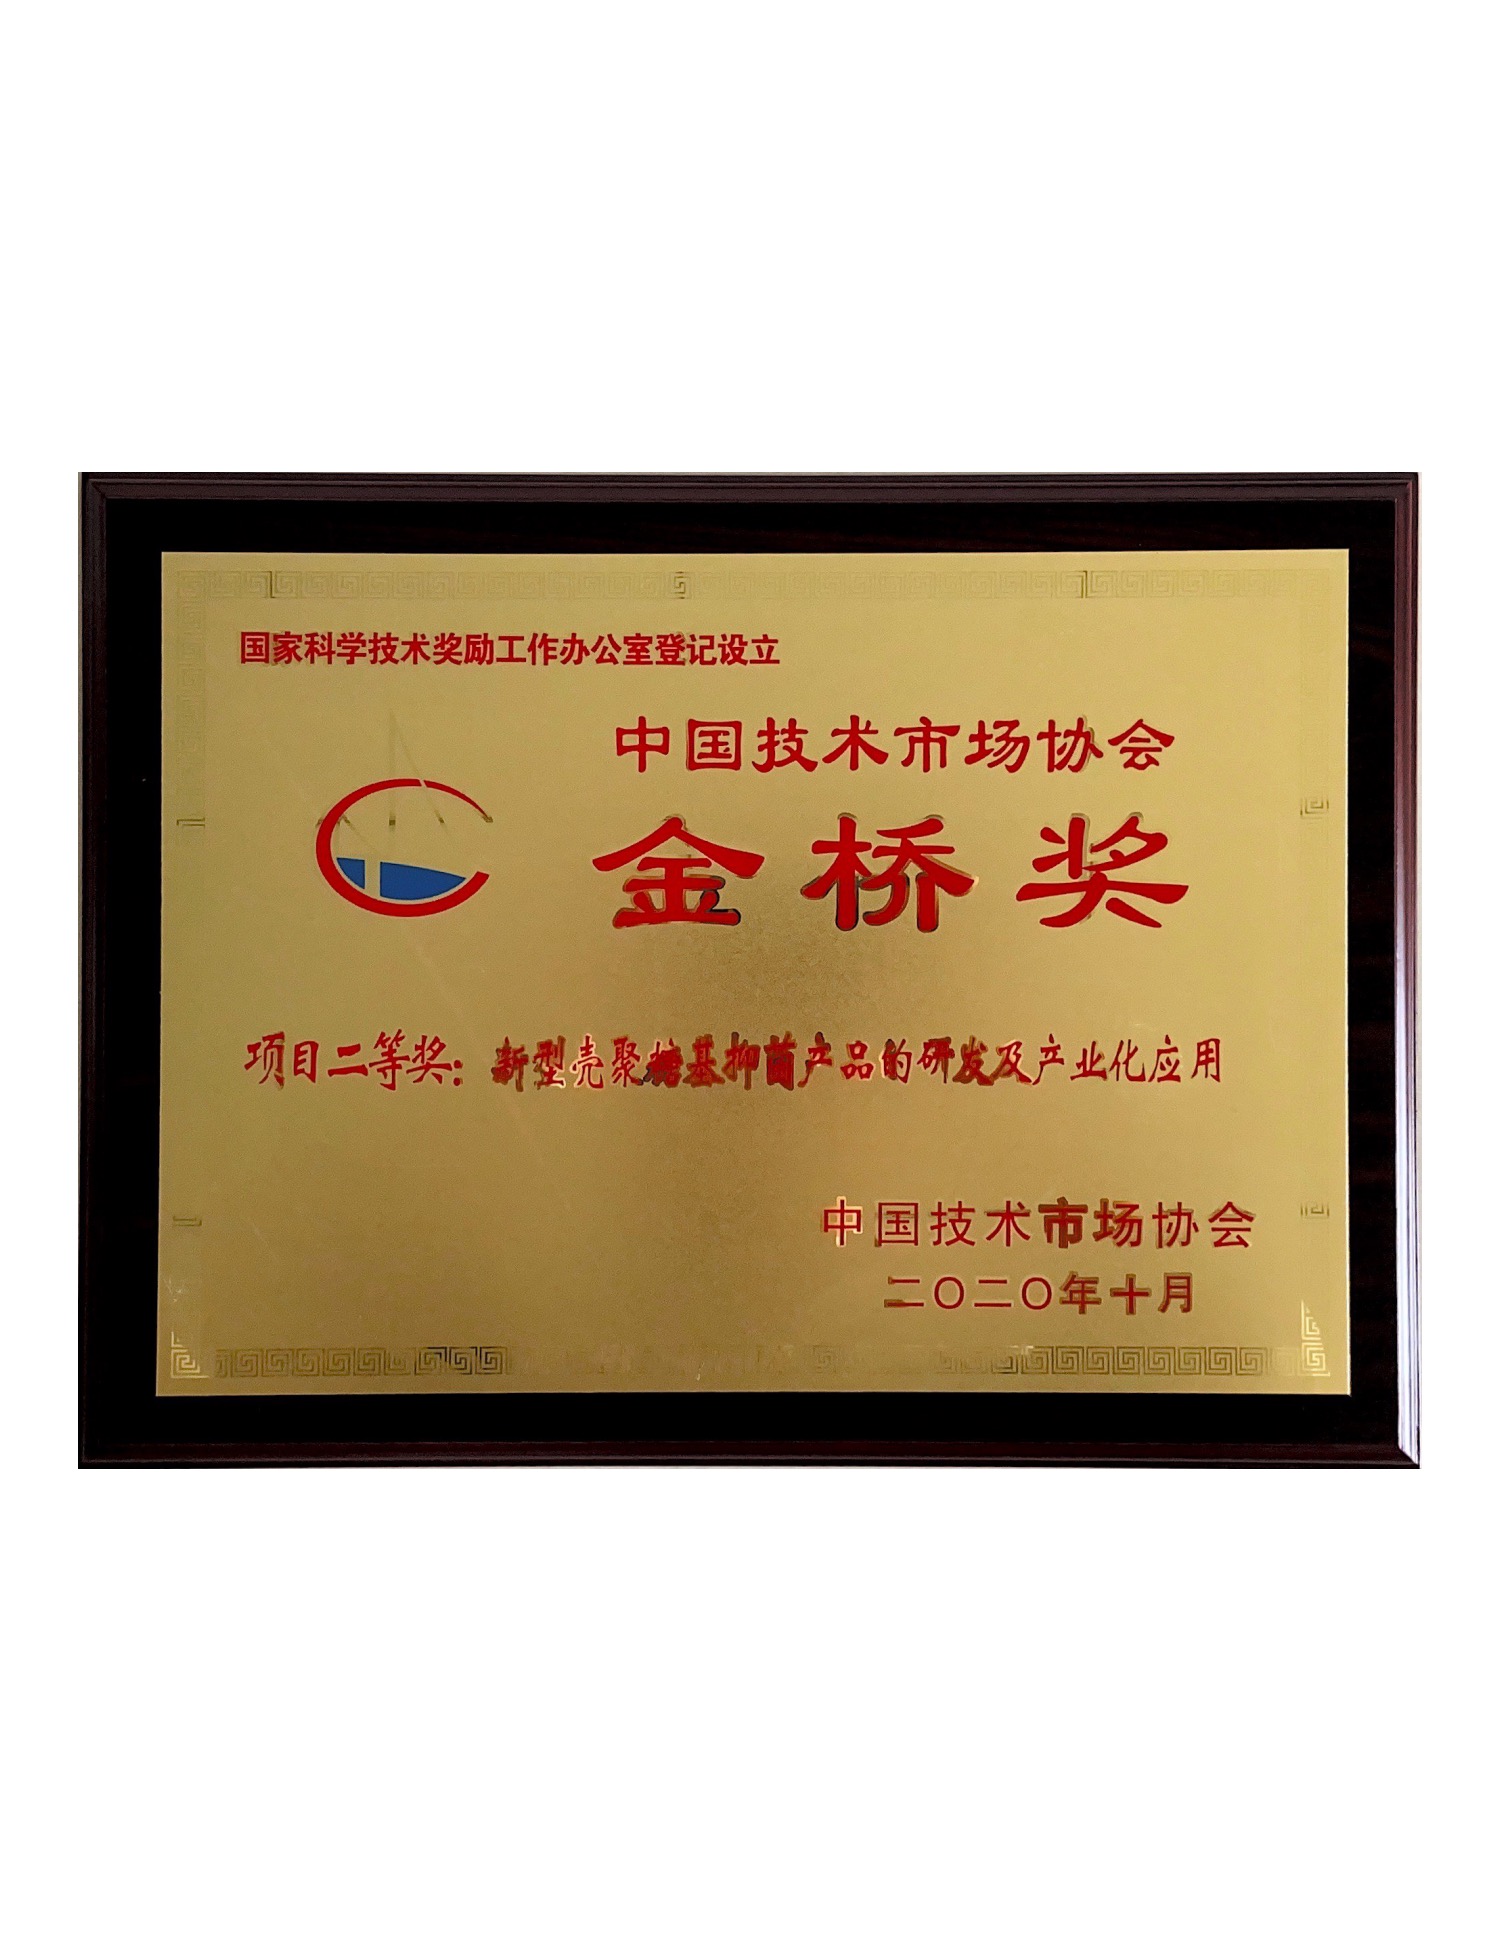 国家科学技术奖励工作办公室登记设立
中国技术市场协会
金桥奖
项目二等奖：新型壳聚糖基抑菌产品的研发及产业化应用
中国技术市场协会
二〇二〇年十月